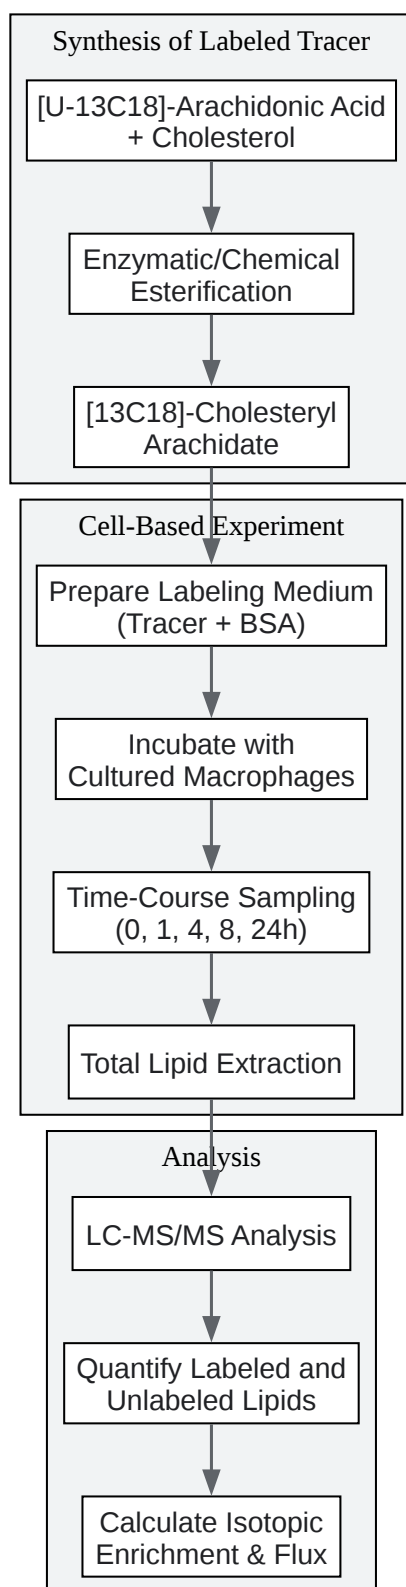 Synthesis of Labeled Tracer
[U-13C18]-Arachidonic Acid
+ Cholesterol
Enzymatic/Chemical
Esterification
[13C18]-Cholesteryl
Arachidate
Cell-Based Experiment
Prepare Labeling Medium
(Tracer + BSA)
Incubate with
Cultured Macrophages
Time-Course Sampling
(0, 1, 4, 8, 24h)
Total Lipid Extraction
Analysis
LC-MS/MS Analysis
Quantify Labeled and
Unlabeled Lipids
Calculate Isotopic
Enrichment & Flux